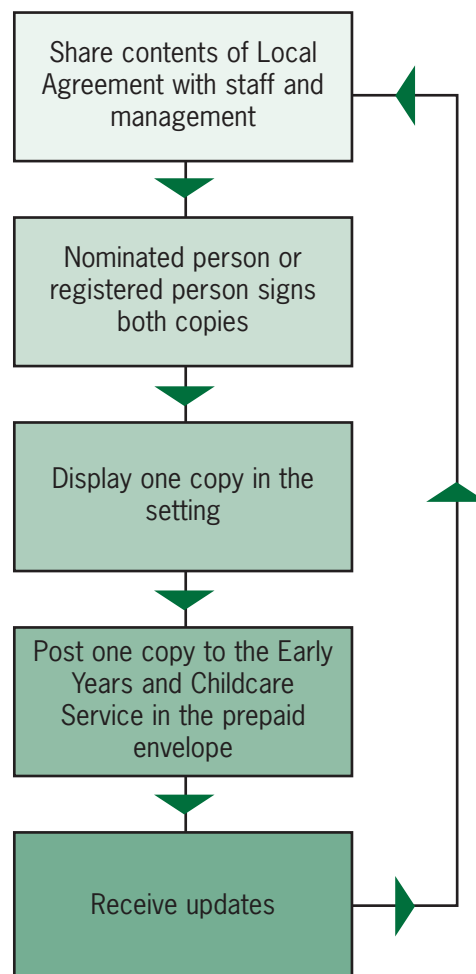 Share contents of Local
Agreement with staff and
management
Nominated person or
registered person signs
both copies
Display one copy in the
setting
Post one copy to the Early
Years and Childcare
Service in the prepaid
envelope
Receive updates